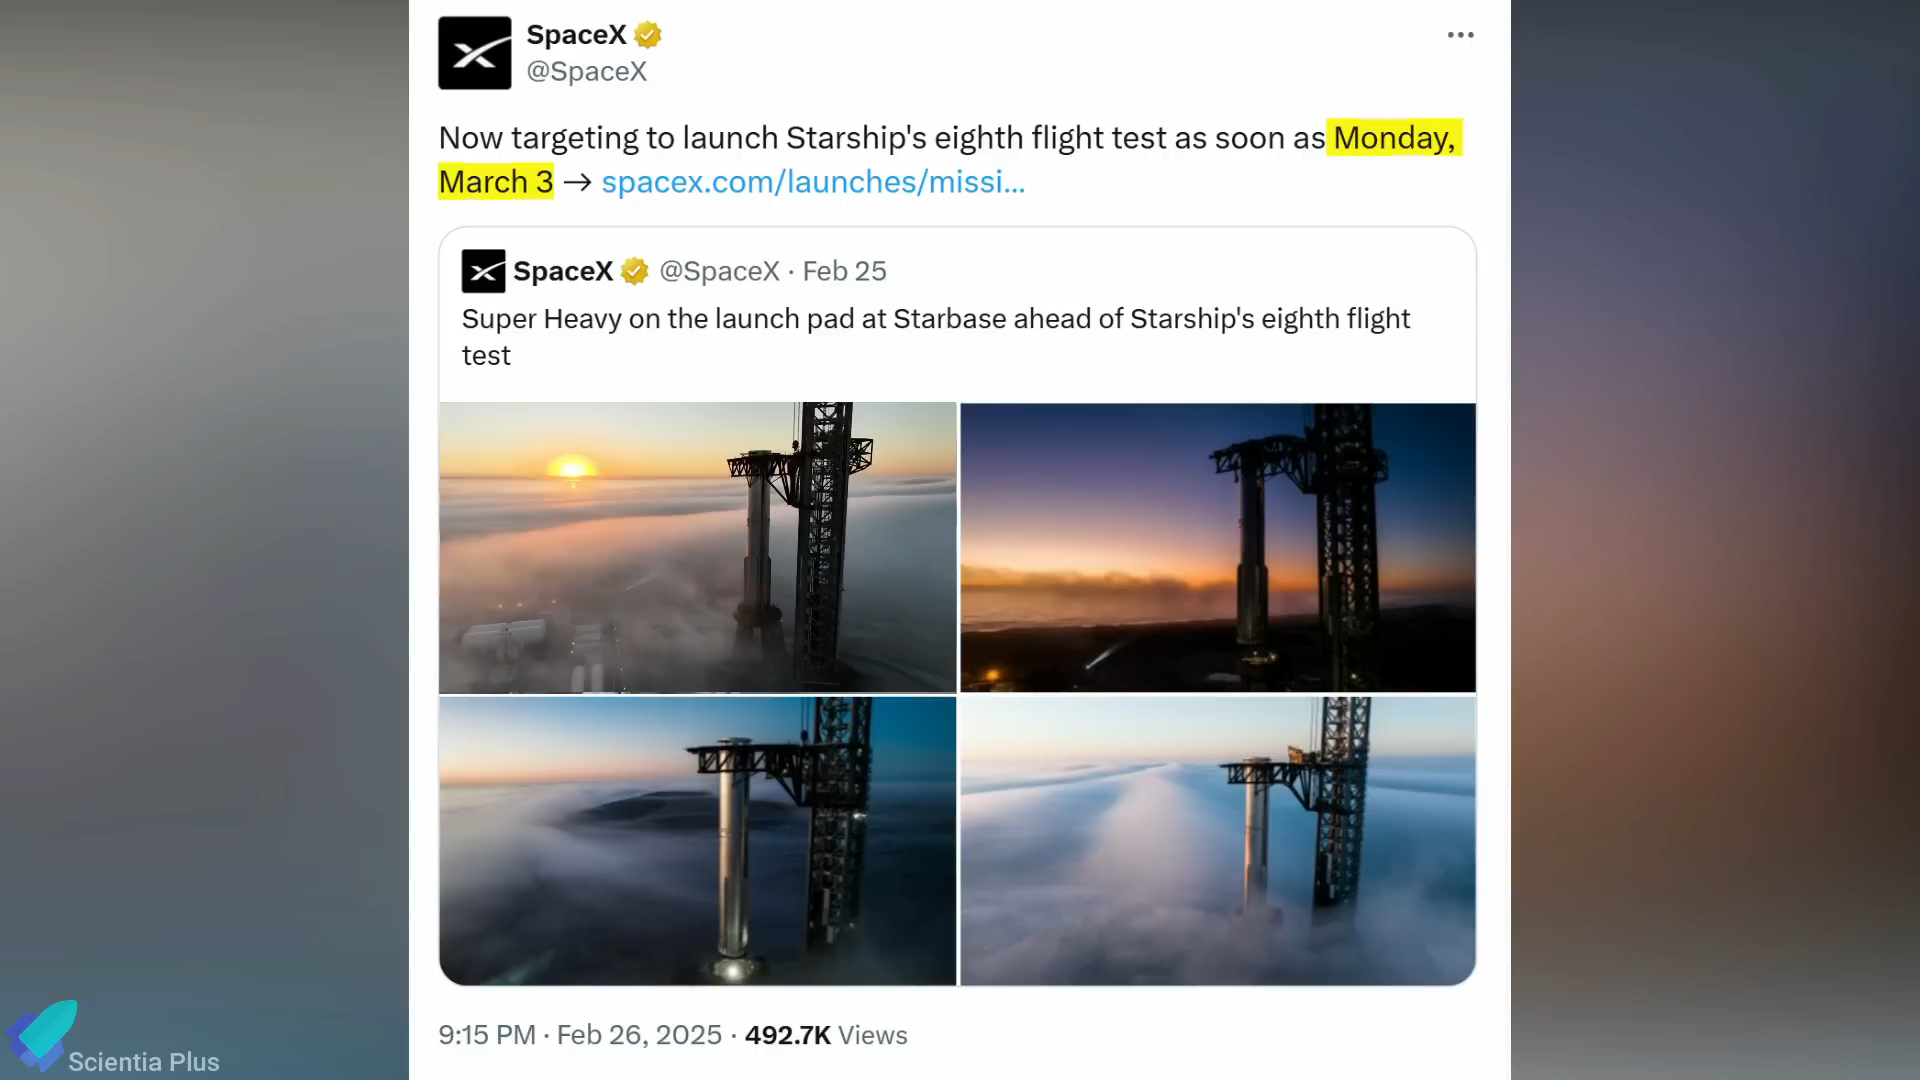 SpaceX
@SpaceX
Now targeting to launch Starship's eighth flight test as soon as Monday,
March 3 → spacex.com/launches/missi...
SpaceX @SpaceX · Feb 25
Super Heavy on the launch pad at Starbase ahead of Starship's eighth flight
test
9:15 PM · Feb 26, 2025 · 492.7K Views
Scientia Plus